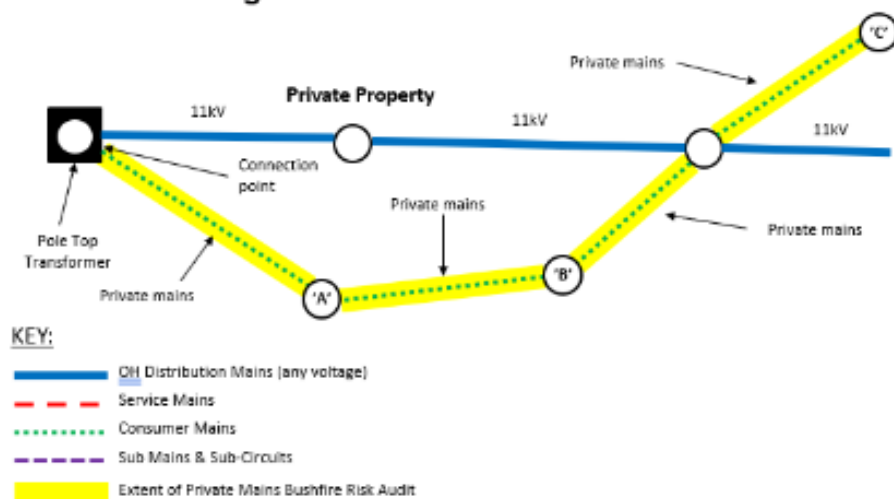 'C'
Private mains
Private Property
11kV
11kV
11kV
Connection
point
Private mains
Private mains
Pole Top
Transformer
Private mains
'A'
'B'
KEY:
OH Distribution Mains (any voltage)
Service Mains
Consumer Mains
Sub Mains & Sub-Circuits
Extent of Private Mains Bushfire Risk Audit